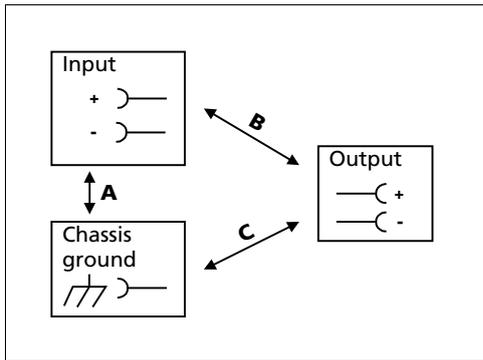 Input
+
-
B
Output
+
-
A
Chassis
ground
C